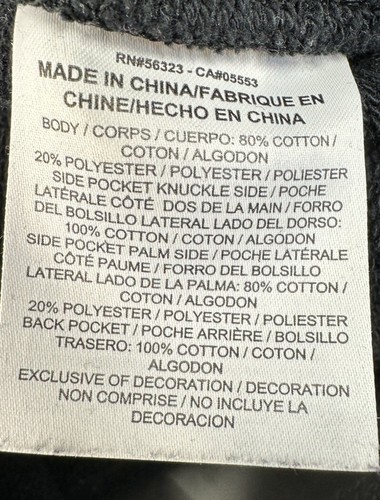 RN#56323 - CA#05553
MADE IN CHINA/FABRIQUE EN
CHINE/HECHO EN CHINA
BODY / CORPS / CUERPO: 80% COTTON /
COTON / ALGODON
20% POLYESTER / POLYESTER / POLIESTER
SIDE POCKET KNUCKLE SIDE / POCHE
LATÉRALE CÔTÉ DOS DE LA MAIN / FORRO
DEL BOLSILLO LATERAL LADO DEL DORSO:
100% COTTON / COTON / ALGODON
SIDE POCKET PALM SIDE / POCHE LATÉRALE
CÔTÉ PAUME / FORRO DEL BOLSILLO
LATERAL LADO DE LA PALMA: 80% COTTON /
COTON / ALGODON
20% POLYESTER / POLYESTER / POLIESTER
BACK POCKET / POCHE ARRIÈRE / BOLSILLO
TRASERO: 100% COTTON / COTON /
ALGODON
EXCLUSIVE OF DECORATION / DECORATION
NON COMPRISE / NO INCLUYE LA
DECORACION